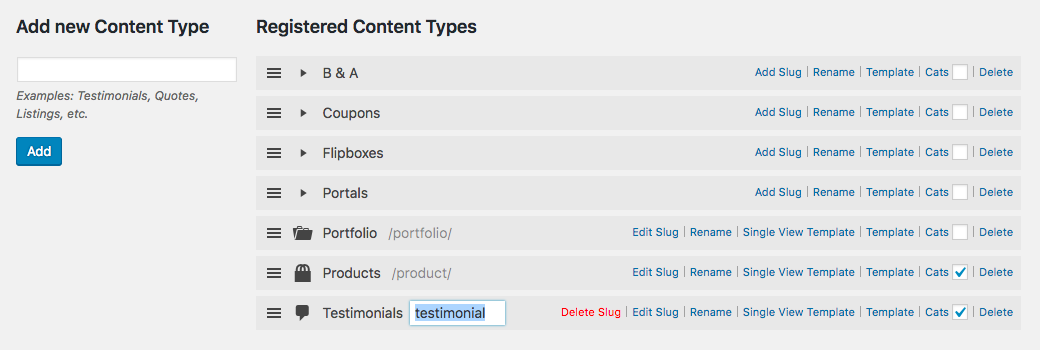 Add new Content Type
Examples: Testimonials, Quotes,
Listings, etc.
Add
Registered Content Types
B & A Add Slug | Rename | Template | Cats | Delete
Coupons Add Slug | Rename | Template | Cats | Delete
Flipboxes Add Slug | Rename | Template | Cats | Delete
Portals Add Slug | Rename | Template | Cats | Delete
Portfolio /portfolio/ Edit Slug | Rename | Single View Template | Template | Cats | Delete
Products /product/ Edit Slug | Rename | Single View Template | Template | Cats | Delete
Testimonials testimonial Delete Slug | Edit Slug | Rename | Single View Template | Template | Cats | Delete